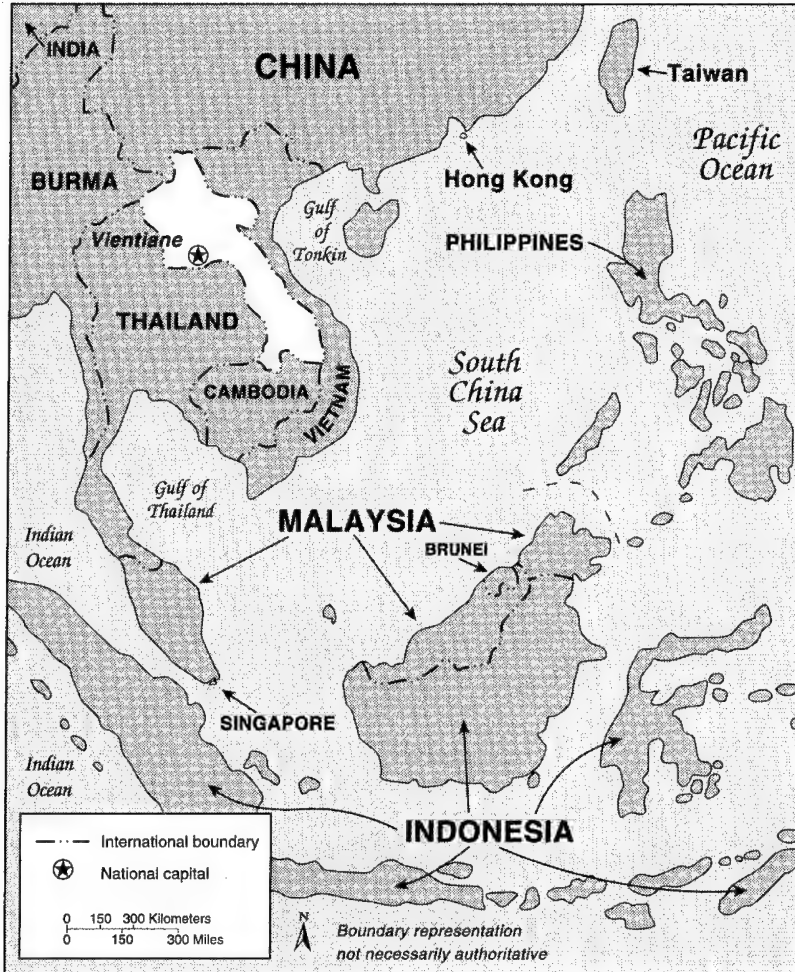 INDIA
CHINA
Taiwan
Pacific
Ocean
Hong Kong
BURMA
Gulf
of
Tonkin
Vientiane
PHILIPPINES
THAILAND
South
China
Sea
CAMBODIA
VIETNAM
Gulf of
Thailand
MALAYSIA
Indian
Ocean
BRUNEI
SINGAPORE
Indian
Ocean
INDONESIA
International boundary
National capital
0 150 300 Kilometers
0 150 300 Miles
N
Boundary representation
not necessarily authoritative